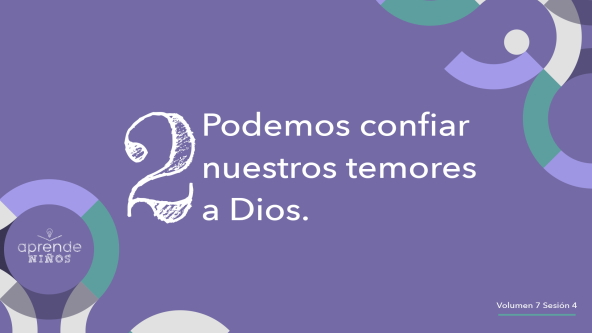 2
Podemos confiar
nuestros temores
a Dios.
aprende
NIÑOS
Volumen 7 Sesión 4